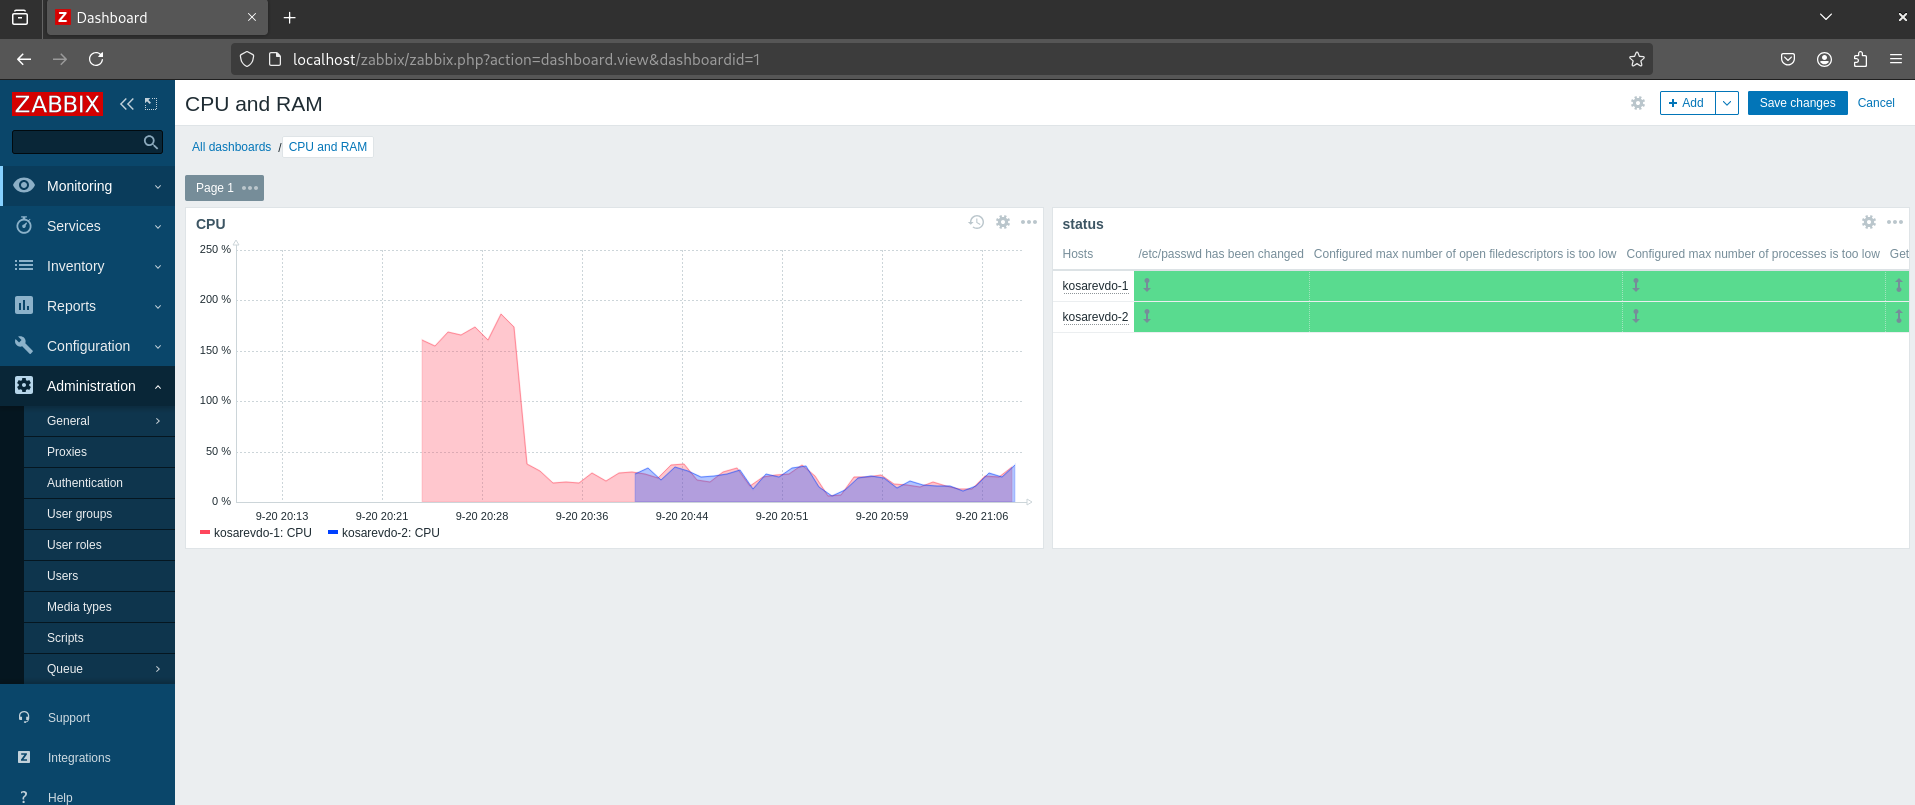 Dashboard
localhost/zabbix/zabbix.php?action=dashboard.view&dashboardid=1
ZABBIX
CPU and RAM
Add
Save changes
Cancel
All dashboards / CPU and RAM
Page 1
Monitoring
Services
Inventory
Reports
Configuration
Administration
General
Proxies
Authentication
User groups
User roles
Users
Media types
Scripts
Queue
Support
Integrations
Help
CPU
250 %
200 %
150 %
100 %
50 %
0 %
9-20 20:13 9-20 20:21 9-20 20:28 9-20 20:36 9-20 20:44 9-20 20:51 9-20 20:59 9-20 21:06
kosarevdo-1: CPU kosarevdo-2: CPU
status
Hosts /etc/passwd has been changed Configured max number of open filedescriptors is too low Configured max number of processes is too low Get
kosarevdo-1
kosarevdo-2